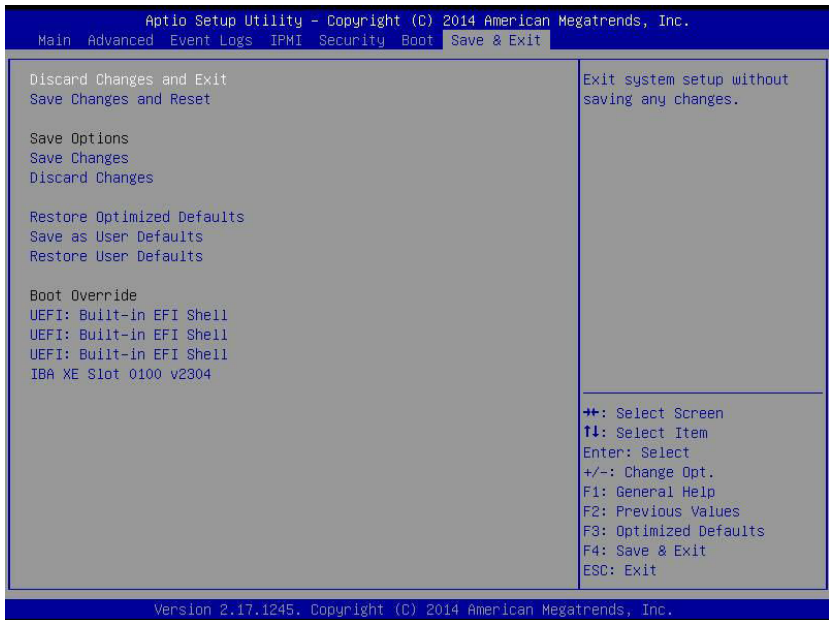 Aptio Setup Utility - Copyright (C) 2014 American Megatrends, Inc.
Main Advanced Event Logs IPMI Security Boot Save & Exit
Discard Changes and Exit
Save Changes and Reset
Save Options
Save Changes
Discard Changes
Restore Optimized Defaults
Save as User Defaults
Restore User Defaults
Boot Override
UEFI: Built-in EFI Shell
UEFI: Built-in EFI Shell
UEFI: Built-in EFI Shell
IBA XE Slot 0100 v2304
Exit system setup without
saving any changes.
→←: Select Screen
↑↓: Select Item
Enter: Select
+/-: Change Opt.
F1: General Help
F2: Previous Values
F3: Optimized Defaults
F4: Save & Exit
ESC: Exit
Version 2.17.1245. Copyright (C) 2014 American Megatrends, Inc.